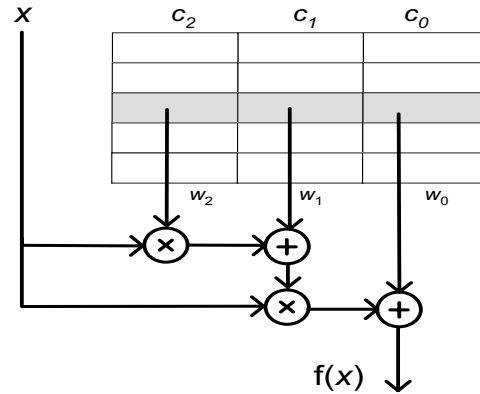 x c₂ c₁ c₀
w₂ w₁ w₀
× +
× +
f(x)